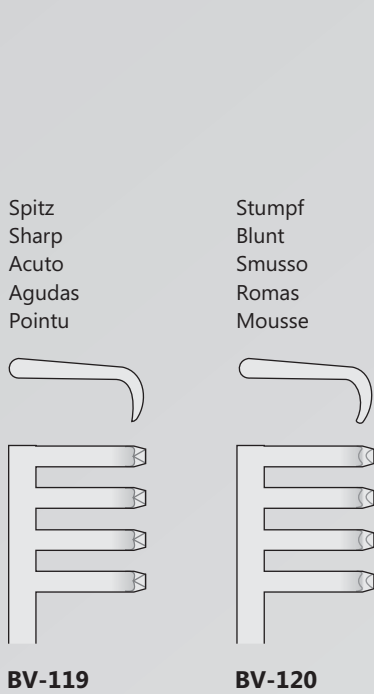 Spitz
Sharp
Acuto
Agudas
Pointu
Stumpf
Blunt
Smusso
Romas
Mousse
BV-119
BV-120